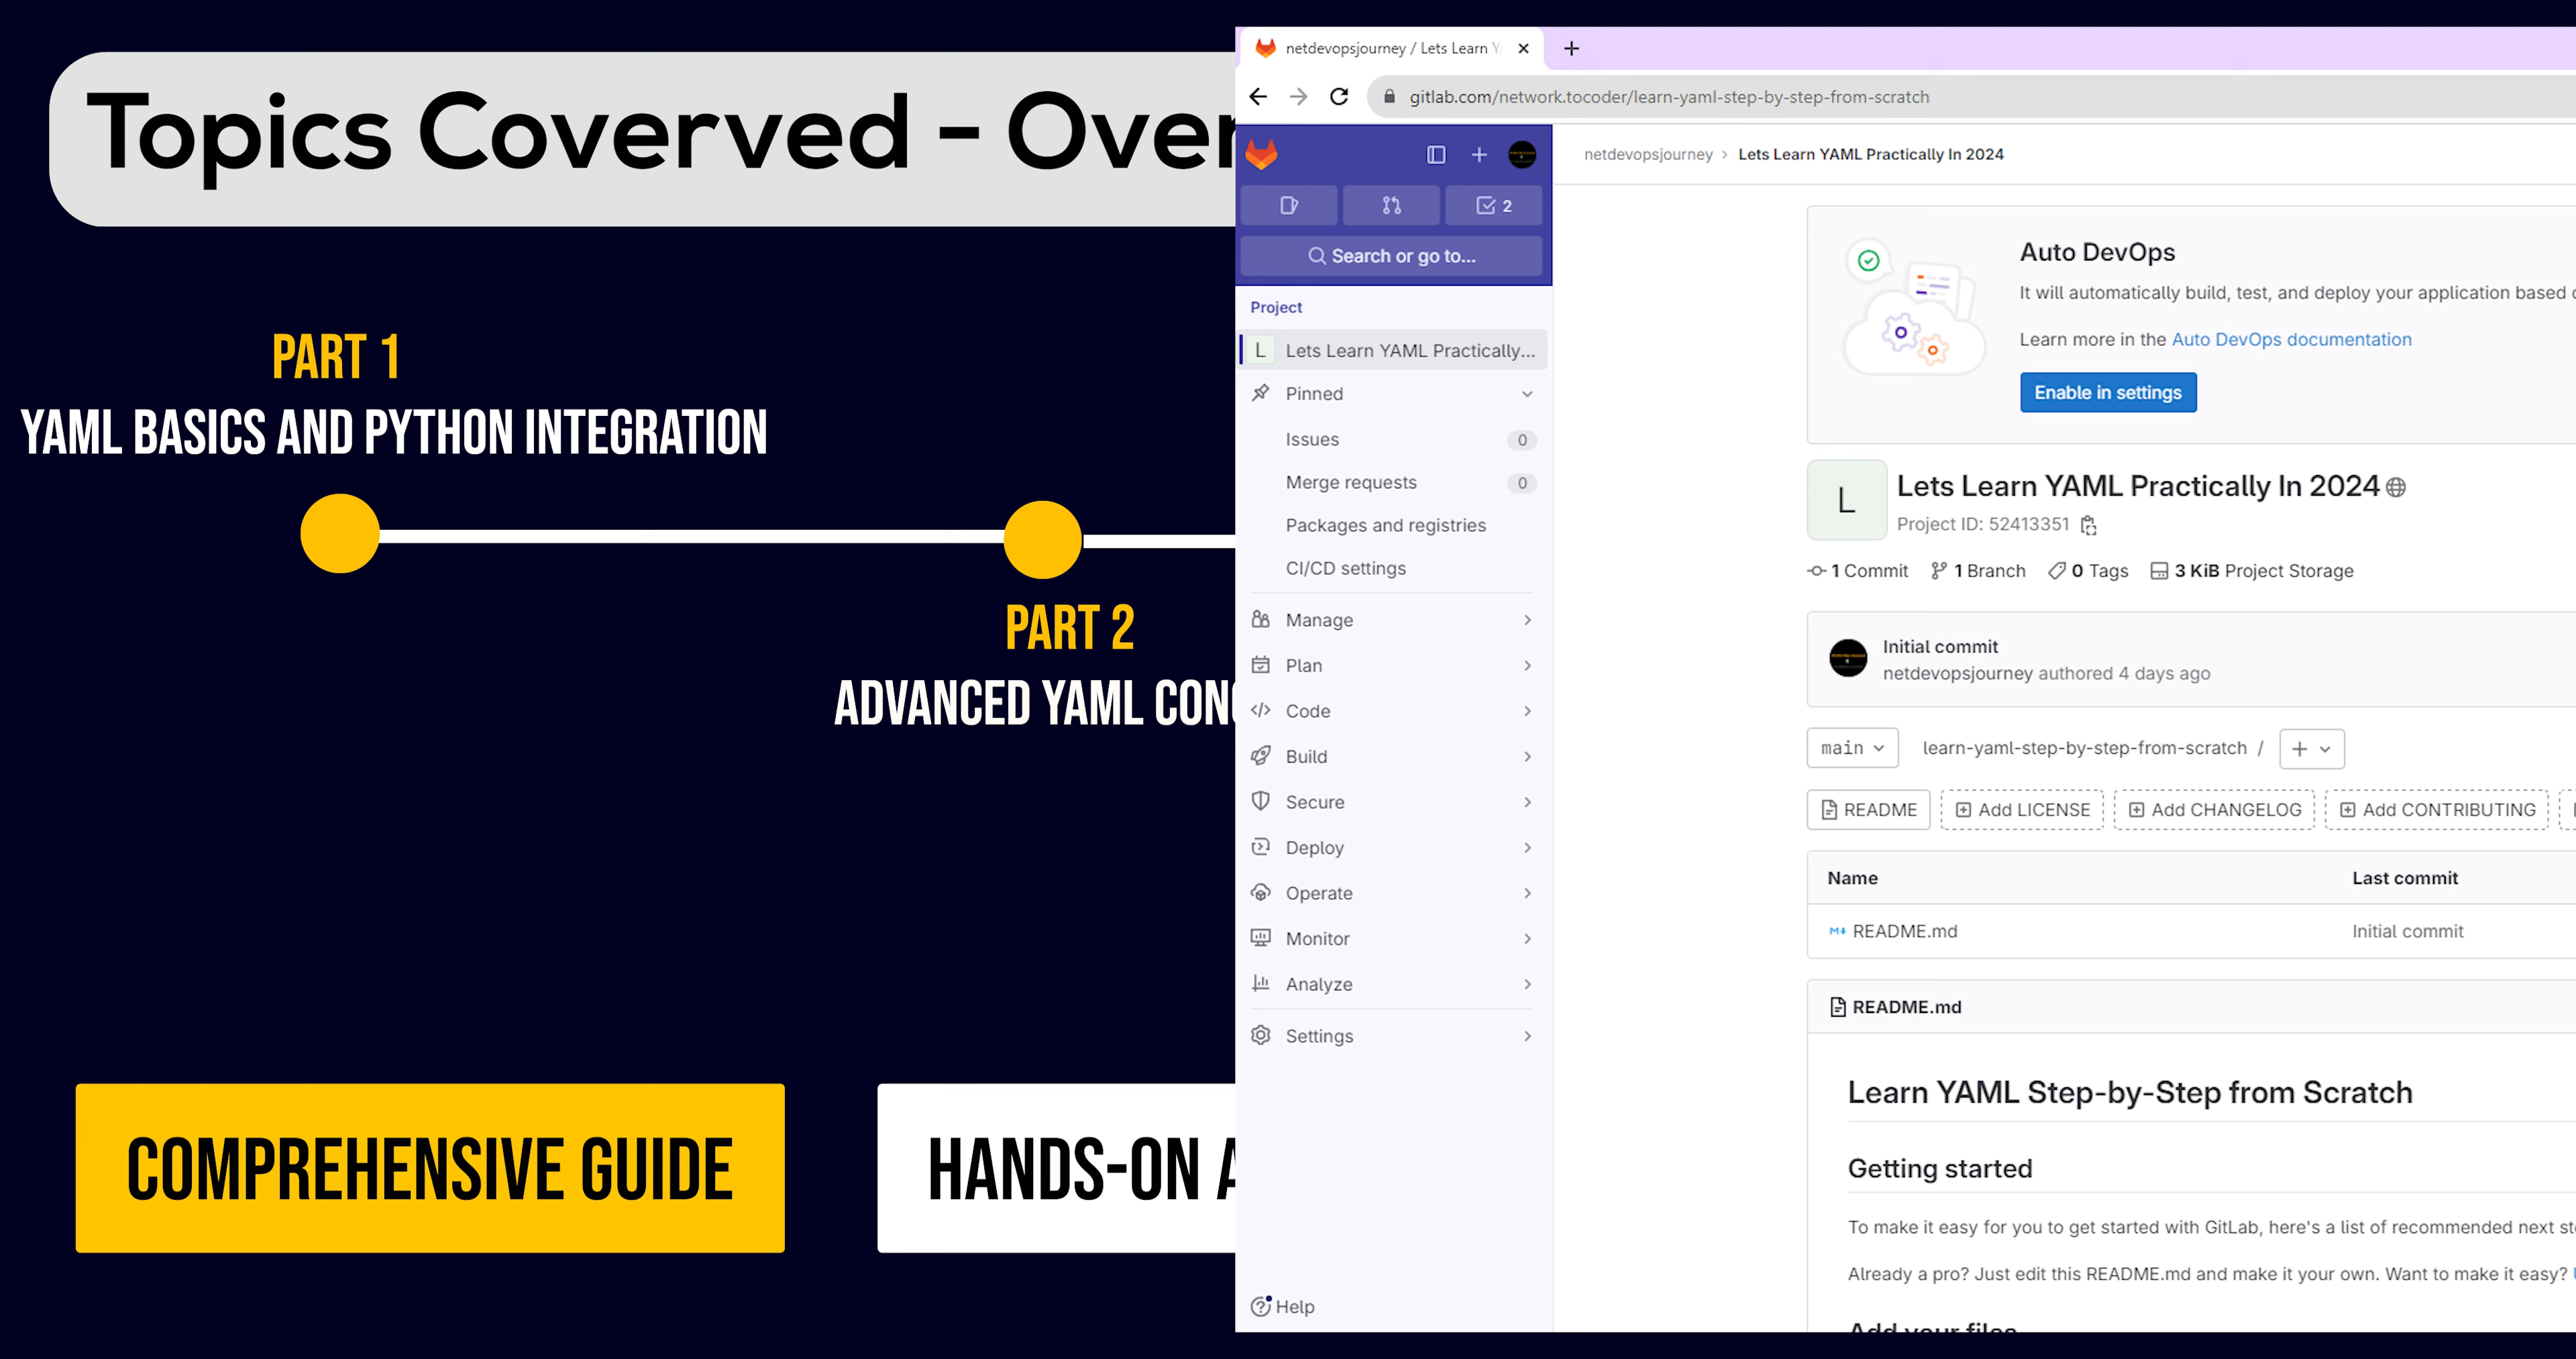 Topics Coverved - Over
PART 1
YAML BASICS AND PYTHON INTEGRATION
PART 2
ADVANCED YAML CON
COMPREHENSIVE GUIDE
HANDS-ON
netdevopsjourney / Lets Learn
gitlab.com/network.tocoder/learn-yaml-step-by-step-from-scratch
2
Search or go to...
Project
L Lets Learn YAML Practically...
Pinned
Issues 0
Merge requests 0
Packages and registries
CI/CD settings
Manage
Plan
Code
Build
Secure
Deploy
Operate
Monitor
Analyze
Settings
Help
netdevopsjourney › Lets Learn YAML Practically In 2024
Auto DevOps
It will automatically build, test, and deploy your application based
Learn more in the Auto DevOps documentation
Enable in settings
L
Lets Learn YAML Practically In 2024
Project ID: 52413351
1 Commit 1 Branch 0 Tags 3 KiB Project Storage
Initial commit
netdevopsjourney authored 4 days ago
main learn-yaml-step-by-step-from-scratch / +
README Add LICENSE Add CHANGELOG Add CONTRIBUTING
Name Last commit
README.md Initial commit
README.md
Learn YAML Step-by-Step from Scratch
Getting started
To make it easy for you to get started with GitLab, here's a list of recommended next
Already a pro? Just edit this README.md and make it your own. Want to make it easy?
Add your files